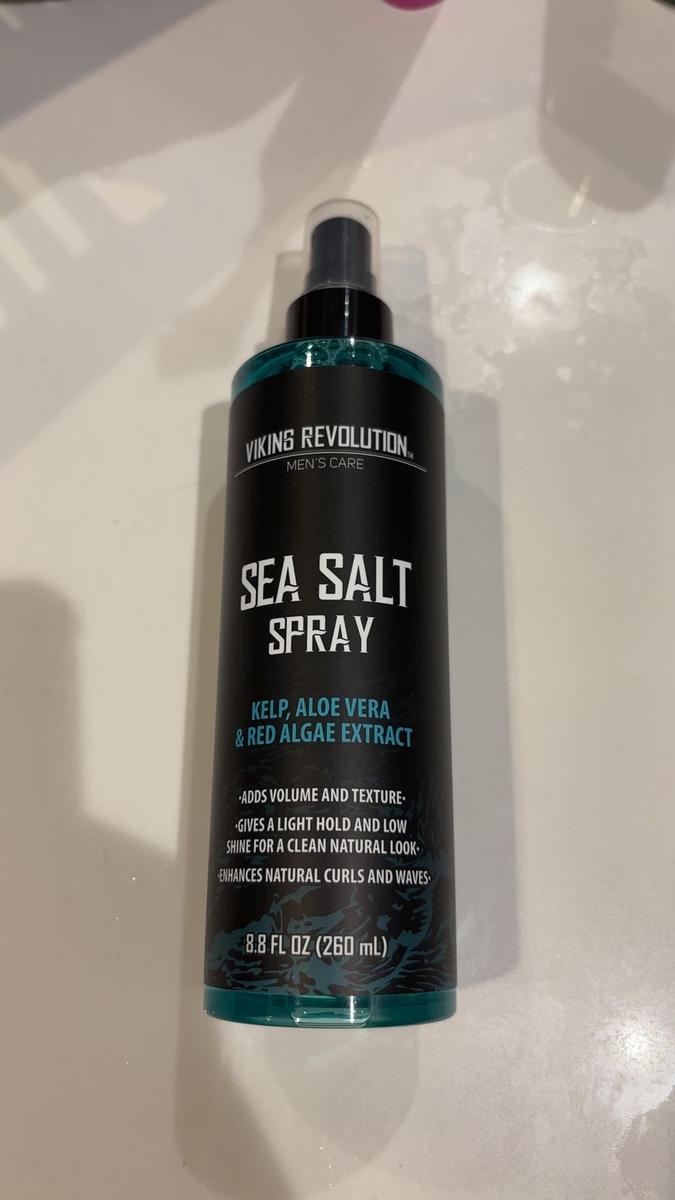 VIKING REVOLUTION™
MEN'S CARE
SEA SALT
SPRAY
KELP, ALOE VERA
& RED ALGAE EXTRACT
•ADDS VOLUME AND TEXTURE•
•GIVES A LIGHT HOLD AND LOW
SHINE FOR A CLEAN NATURAL LOOK•
•ENHANCES NATURAL CURLS AND WAVES•
8.8 FL OZ (260 mL)